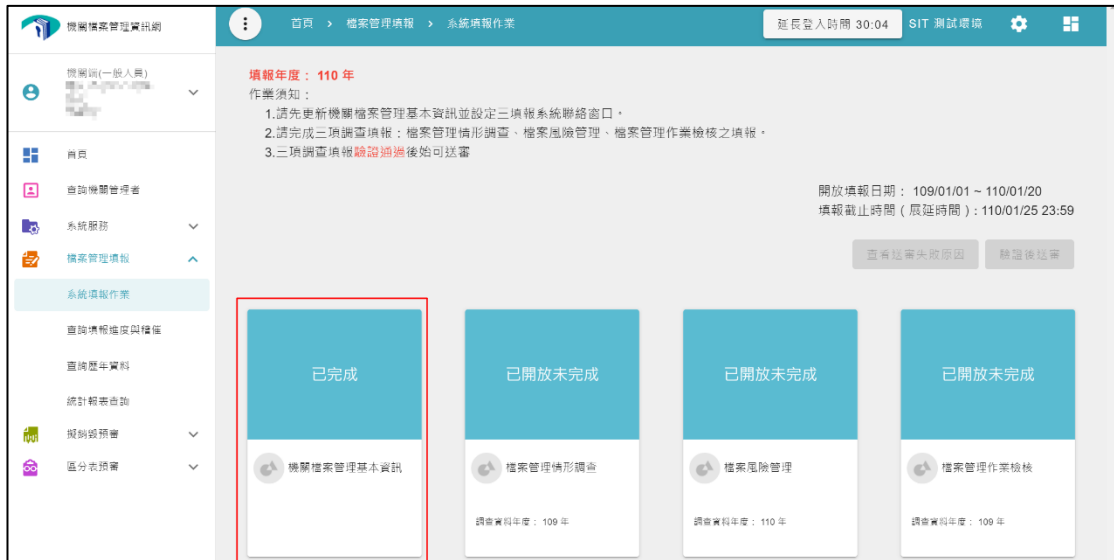 機關檔案管理資訊網
首頁 > 檔案管理填報 > 系統填報作業
延長登入時間 30:04
SIT 測試環境
機關端(一般人員)
首頁
查詢機關管理者
系統服務
檔案管理填報
系統填報作業
查詢填報進度與稽催
查詢歷年資料
統計報表查詢
擬銷毀預審
區分表預審
填報年度： 110 年
作業須知：
1.請先更新機關檔案管理基本資訊並設定三填報系統聯絡窗口。
2.請完成三項調查填報：檔案管理情形調查、檔案風險管理、檔案管理作業檢核之填報。
3.三項調查填報驗證通過後始可送審
開放填報日期： 109/01/01 ~ 110/01/20
填報截止時間 ( 展延時間 ) : 110/01/25 23:59
查看送審失敗原因
驗證後送審
已完成
機關檔案管理基本資訊
已開放未完成
檔案管理情形調查
調查資料年度： 109 年
已開放未完成
檔案風險管理
調查資料年度： 110 年
已開放未完成
檔案管理作業檢核
調查資料年度： 109 年